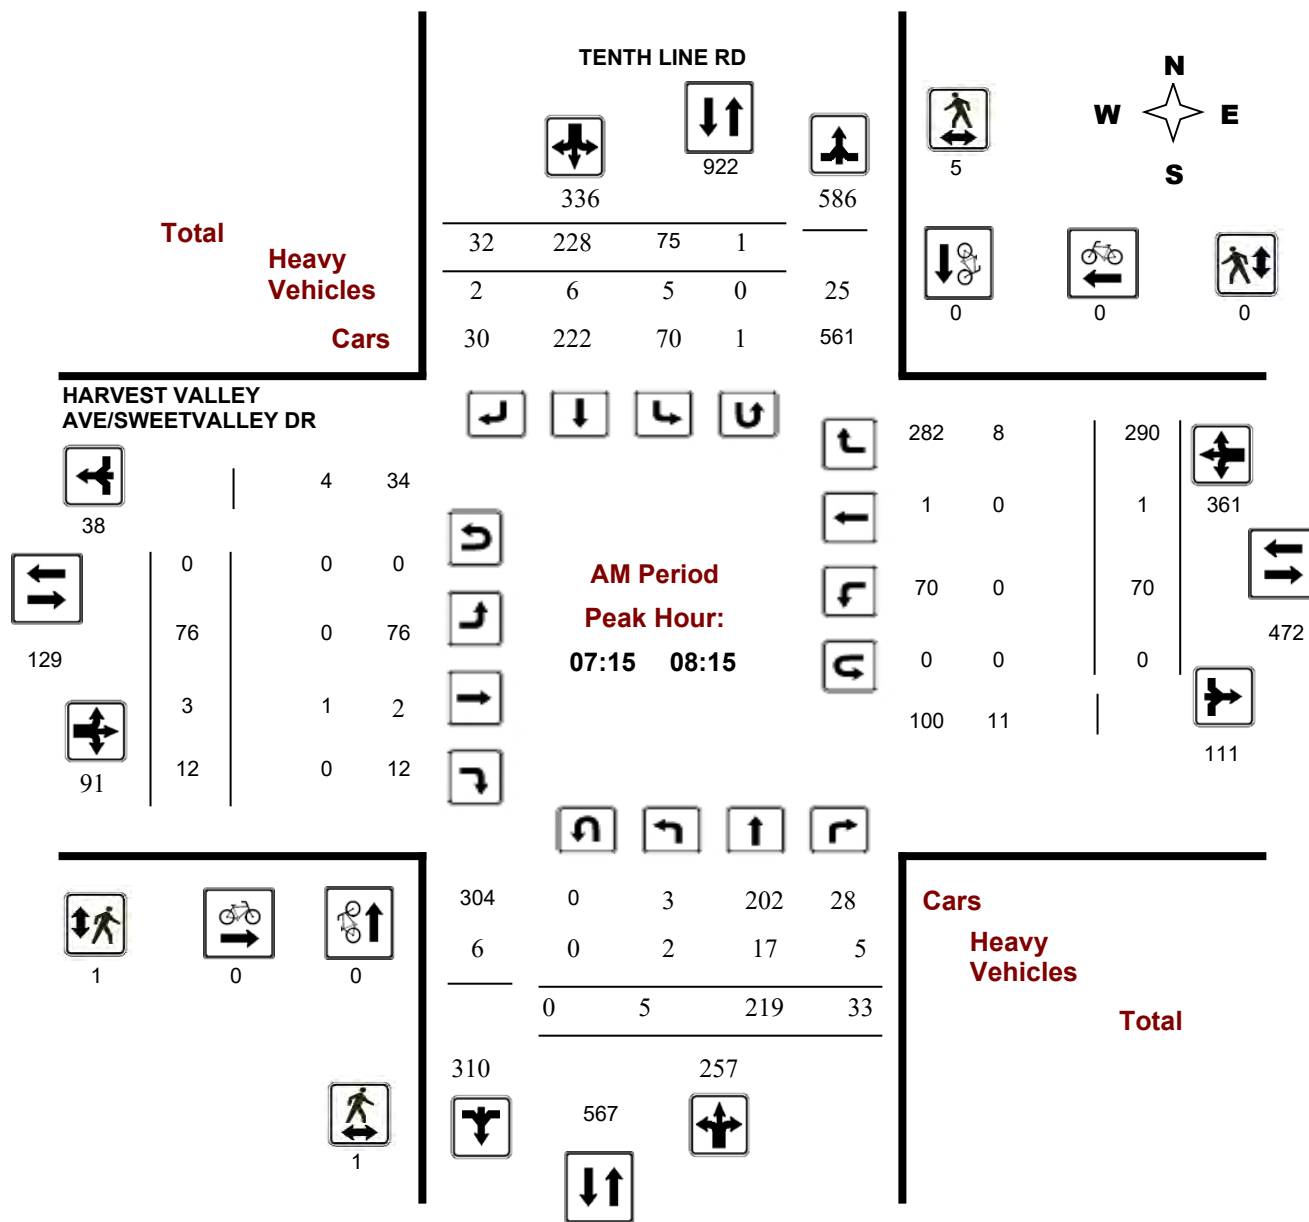 TENTH LINE RD
N
W E
S
922
5
336
586
Total
32 228 75 1
Heavy
Vehicles
2 6 5 0 25
0 0 0
Cars
30 222 70 1 561
HARVEST VALLEY
AVE/SWEETVALLEY DR
282 8 290
4 34
38
1 0 1 361
0 0 0
AM Period
70 0 70
Peak Hour:
76 0 76
472
129
07:15 08:15
0 0 0
3 1 2
100 11
111
12 0 12
91
304 0 3 202 28
Cars
6 0 2 17 5
Heavy
Vehicles
1 0 0
0 5 219 33
Total
310 257
567
1